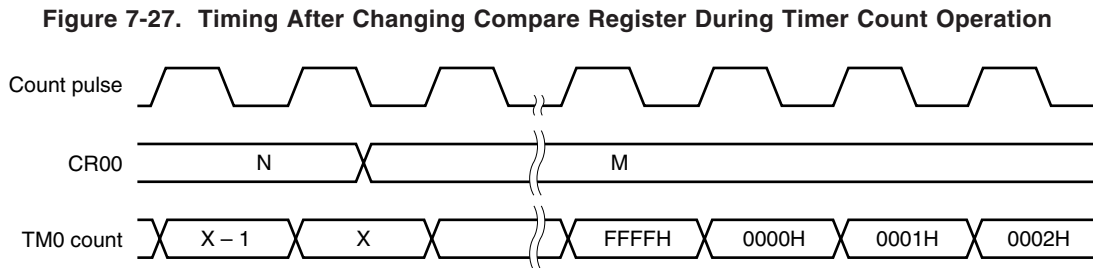 Figure 7-27. Timing After Changing Compare Register During Timer Count Operation
Count pulse
CR00 N M
TM0 count X – 1 X FFFFH 0000H 0001H 0002H